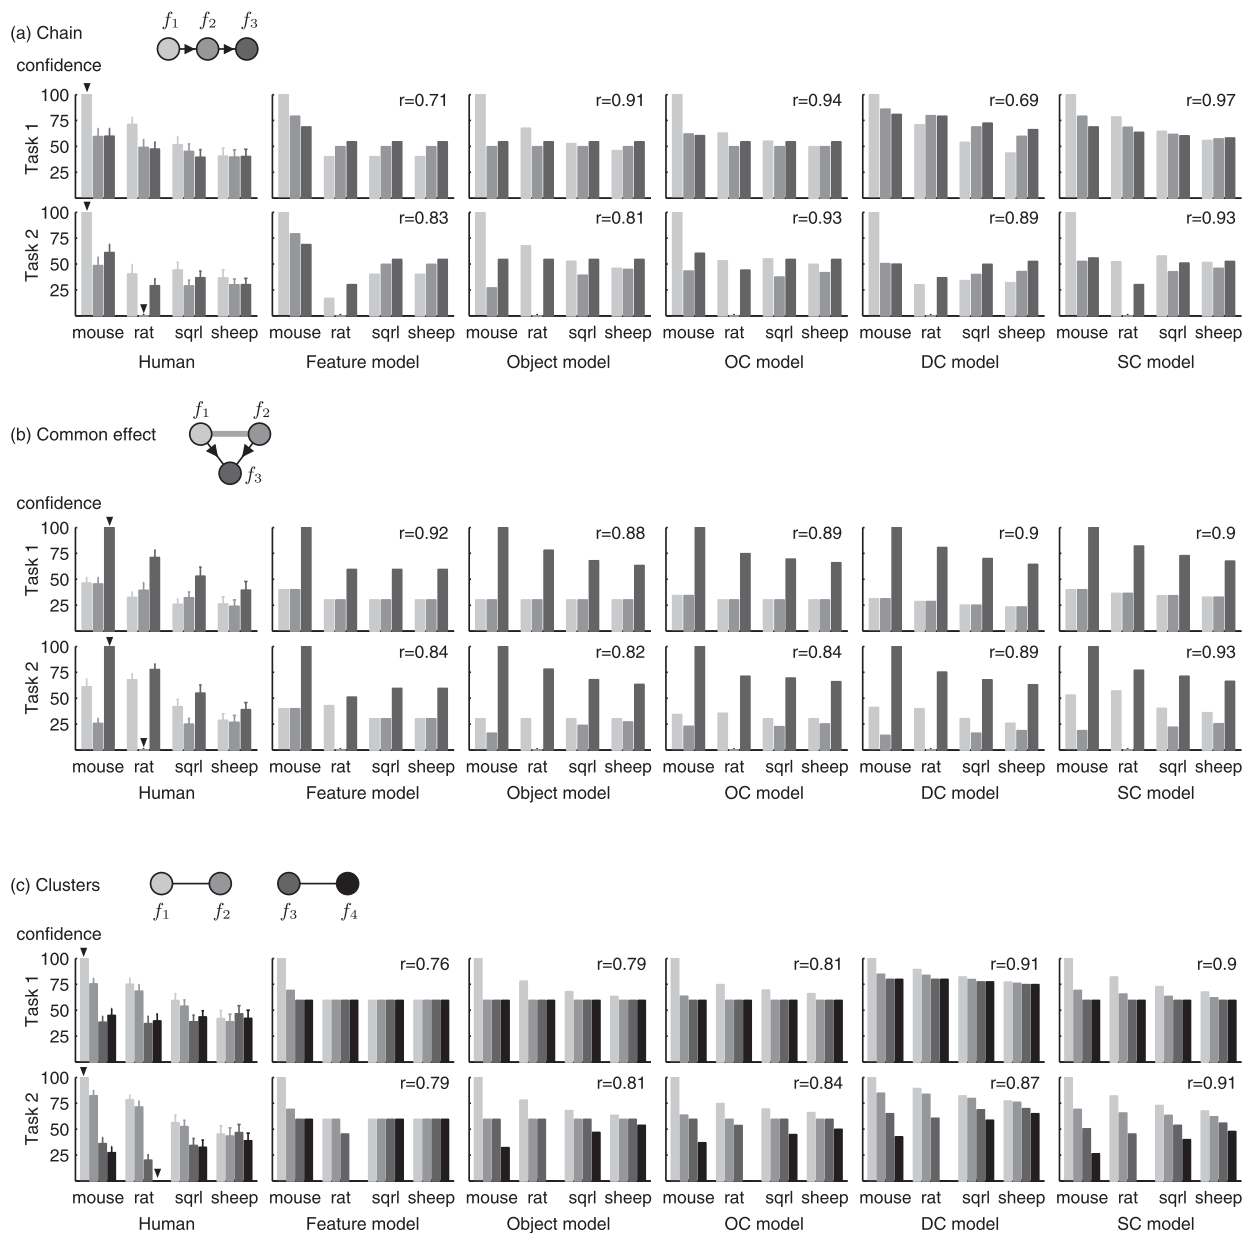 (a) Chain
f1 f2 f3
confidence
Task 1
100
75
50
25
r=0.71 r=0.91 r=0.94 r=0.69 r=0.97
Task 2
100
75
50
25
r=0.83 r=0.81 r=0.93 r=0.89 r=0.93
mouse rat sqrl sheep mouse rat sqrl sheep mouse rat sqrl sheep mouse rat sqrl sheep mouse rat sqrl sheep mouse rat sqrl sheep
Human Feature model Object model OC model DC model SC model
(b) Common effect
f1 f2
f3
confidence
Task 1
100
75
50
25
r=0.92 r=0.88 r=0.89 r=0.9 r=0.9
Task 2
100
75
50
25
r=0.84 r=0.82 r=0.84 r=0.89 r=0.93
mouse rat sqrl sheep mouse rat sqrl sheep mouse rat sqrl sheep mouse rat sqrl sheep mouse rat sqrl sheep mouse rat sqrl sheep
Human Feature model Object model OC model DC model SC model
(c) Clusters
f1 f2 f3 f4
confidence
Task 1
100
75
50
25
r=0.76 r=0.79 r=0.81 r=0.91 r=0.9
Task 2
100
75
50
25
r=0.79 r=0.81 r=0.84 r=0.87 r=0.91
mouse rat sqrl sheep mouse rat sqrl sheep mouse rat sqrl sheep mouse rat sqrl sheep mouse rat sqrl sheep mouse rat sqrl sheep
Human Feature model Object model OC model DC model SC model